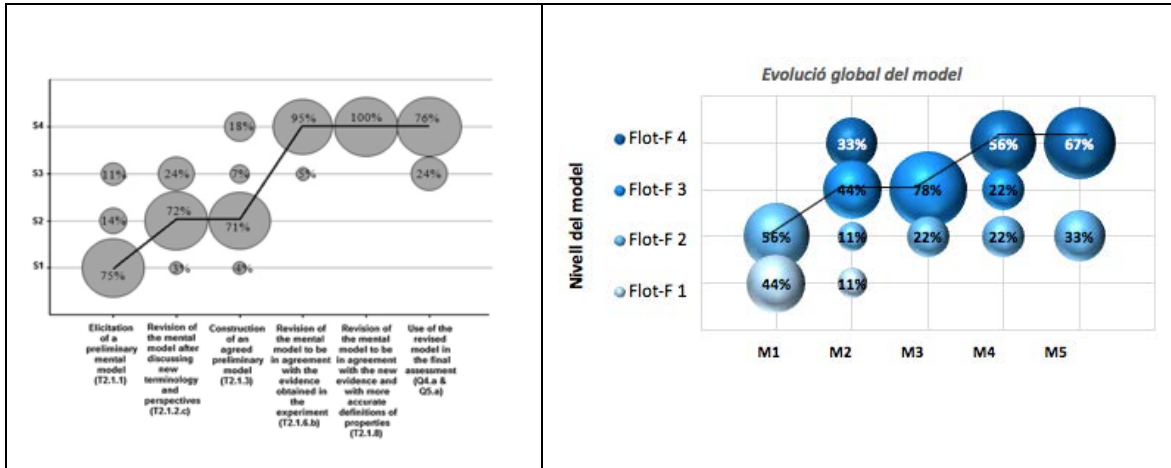 S4
S3
S2
S1
75%
14%
11%
3%
72%
24%
4%
71%
7%
18%
5%
95%
100%
24%
76%
Elicitation
of a
preliminary
mental
model
(T2.1.1)
Revision of
the mental
model after
discussing
new
terminology
and
perspectives
(T2.1.2.c)
Construction
of an
agreed
preliminary
model
(T2.1.3)
Revision of
the mental
model to be
in agreement
with the
evidence
obtained in
the
experiment
(T2.1.6.b)
Revision of
the mental
model to be
in agreement
with the new
evidence and
with more
accurate
definitions of
properties
(T2.1.8)
Use of the
revised
model in
the final
assessment
(Q4.a &
Q5.a)
Evolució global del model
Nivell del model
Flot-F 4
Flot-F 3
Flot-F 2
Flot-F 1
33%
56%
67%
44%
78%
22%
56%
11%
22%
22%
33%
44%
11%
M1
M2
M3
M4
M5